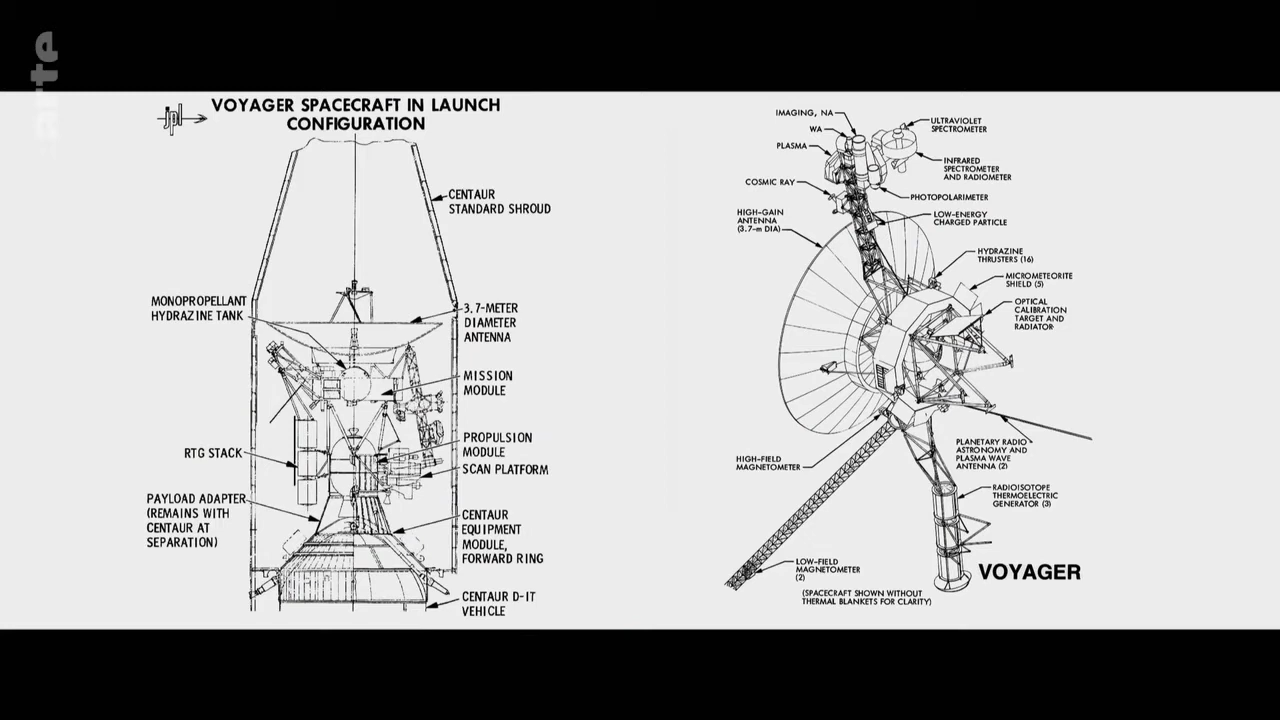 arte
jpl
VOYAGER SPACECRAFT IN LAUNCH
CONFIGURATION
CENTAUR
STANDARD SHROUD
MONOPROPELLANT
HYDRAZINE TANK
3.7-METER
DIAMETER
ANTENNA
MISSION
MODULE
RTG STACK
PROPULSION
MODULE
SCAN PLATFORM
PAYLOAD ADAPTER
(REMAINS WITH
CENTAUR AT
SEPARATION)
CENTAUR
EQUIPMENT
MODULE,
FORWARD RING
CENTAUR D-IT
VEHICLE
IMAGING, NA
WA
PLASMA
COSMIC RAY
HIGH-GAIN
ANTENNA
(3.7-m DIA)
ULTRAVIOLET
SPECTROMETER
INFRARED
SPECTROMETER
AND RADIOMETER
PHOTOPOLARIMETER
LOW-ENERGY
CHARGED PARTICLE
HYDRAZINE
THRUSTERS (16)
MICROMETEORITE
SHIELD (5)
OPTICAL
CALIBRATION
TARGET AND
RADIATOR
PLANETARY RADIO
ASTRONOMY AND
PLASMA WAVE
ANTENNA (2)
HIGH-FIELD
MAGNETOMETER
RADIOISOTOPE
THERMOELECTRIC
GENERATOR (3)
LOW-FIELD
MAGNETOMETER
(2)
VOYAGER
(SPACECRAFT SHOWN WITHOUT
THERMAL BLANKETS FOR CLARITY)